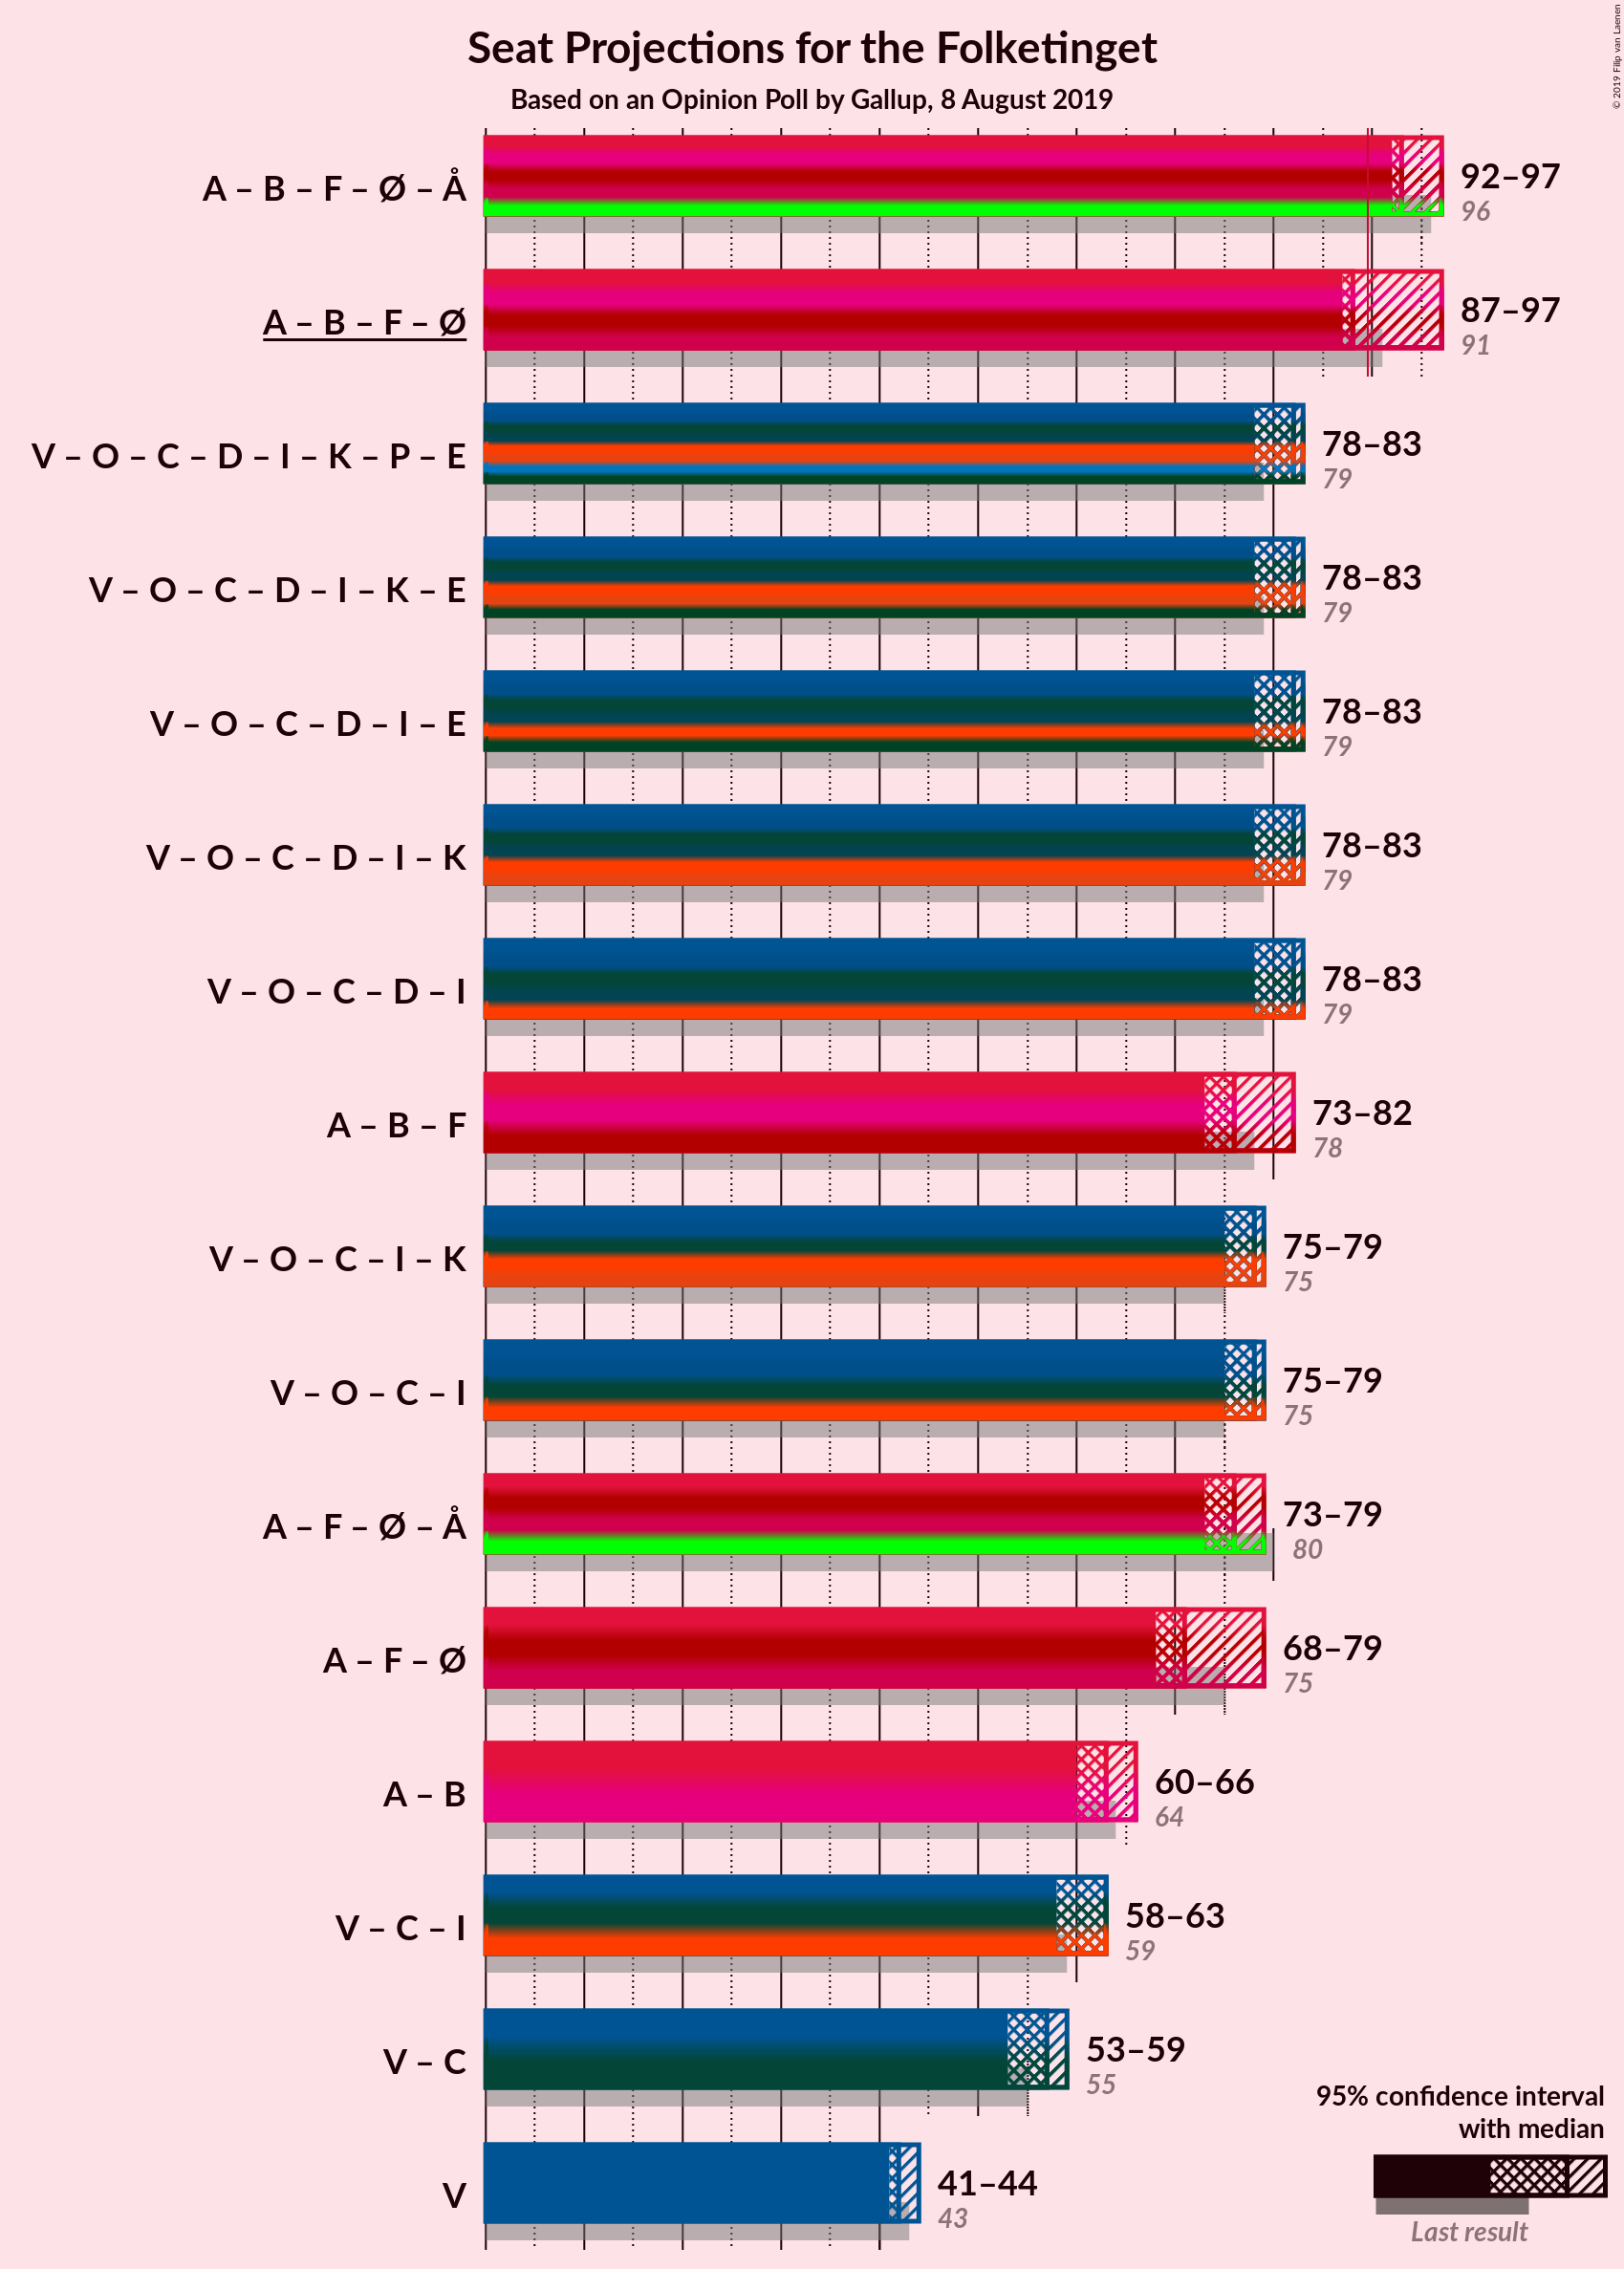 Seat Projections for the Folketinget
Based on an Opinion Poll by Gallup, 8 August 2019
© 2019 Filip van Laenen
A – B – F – Ø – Å
92–97
96
A – B – F – Ø
87–97
91
V – O – C – D – I – K – P – E
78–83
79
V – O – C – D – I – K – E
78–83
79
V – O – C – D – I – E
78–83
79
V – O – C – D – I – K
78–83
79
V – O – C – D – I
78–83
79
A – B – F
73–82
78
V – O – C – I – K
75–79
75
V – O – C – I
75–79
75
A – F – Ø – Å
73–79
80
A – F – Ø
68–79
75
A – B
60–66
64
V – C – I
58–63
59
V – C
53–59
55
V
41–44
43
95% confidence interval
with median
Last result